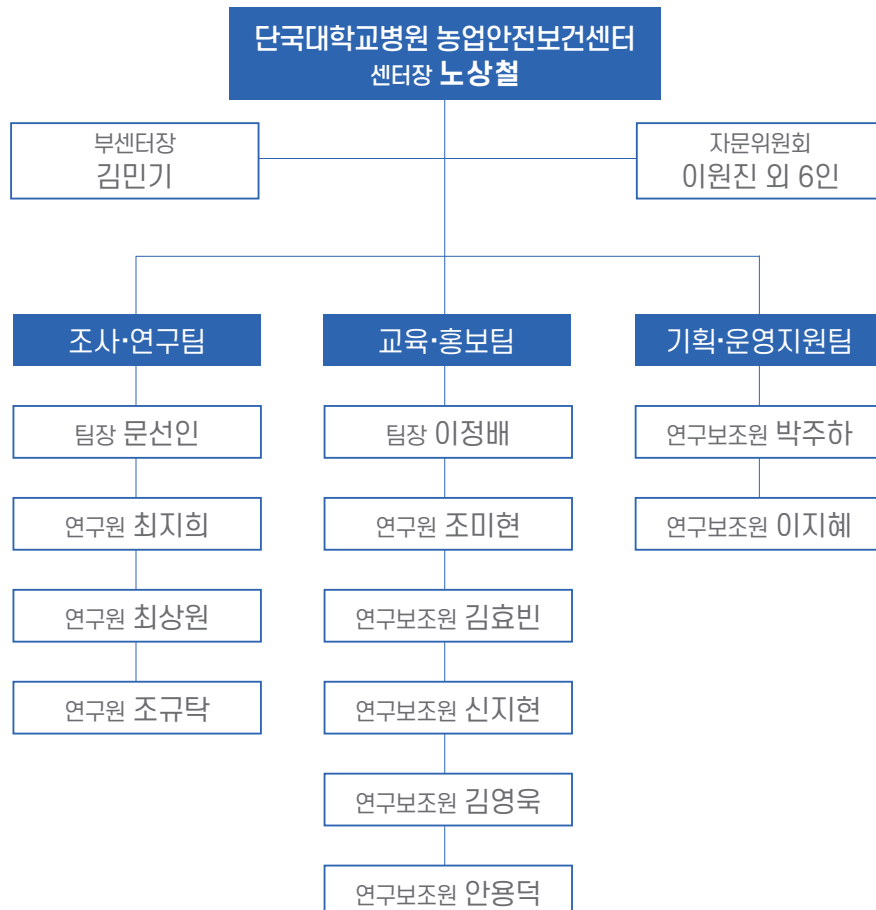 단국대학교병원 농업안전보건센터
센터장 노상철
부센터장
김민기
자문위원회
이원진 외 6인
조사·연구팀
팀장 문선인
연구원 최지희
연구원 최상원
연구원 조규탁
교육·홍보팀
팀장 이정배
연구원 조미현
연구보조원 김효빈
연구보조원 신지현
연구보조원 김영욱
연구보조원 안용덕
기획·운영지원팀
연구보조원 박주하
연구보조원 이지혜